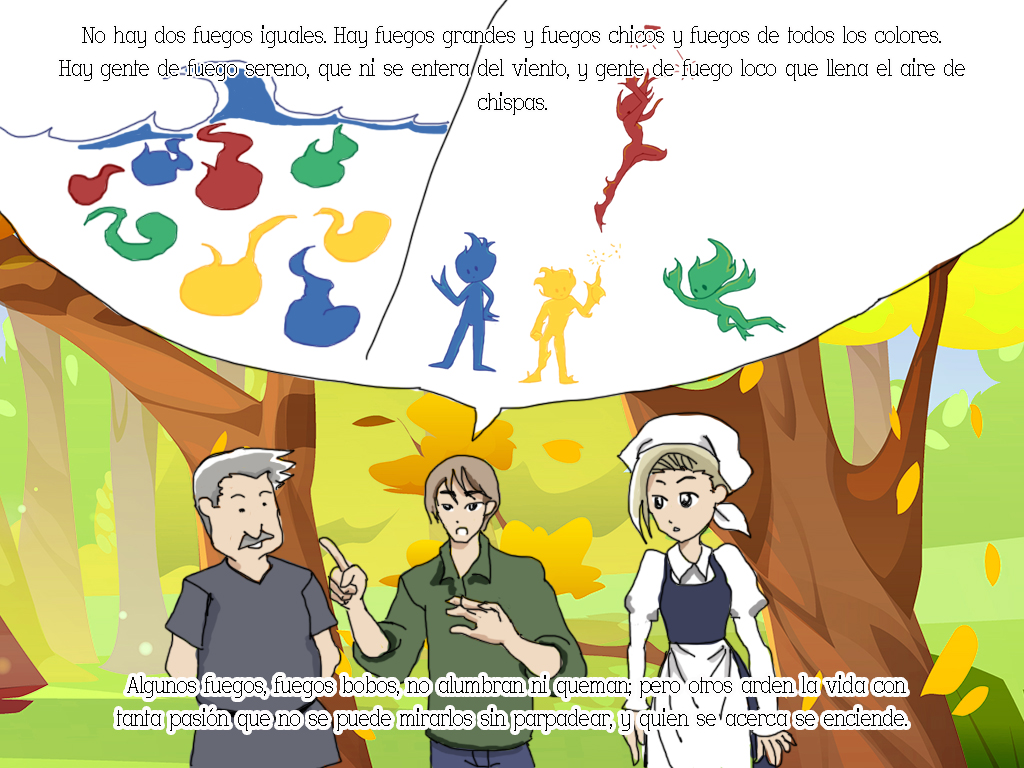 No hay dos fuegos iguales. Hay fuegos grandes y fuegos chicos y fuegos de todos los colores.
Hay gente de fuego sereno, que ni se entera del viento, y gente de fuego loco que llena el aire de
chispas.
Algunos fuegos, fuegos bobos, no alumbran ni queman; pero otros arden la vida con
tanta pasión que no se puede mirarlos sin parpadear, y quien se acerca se enciende.